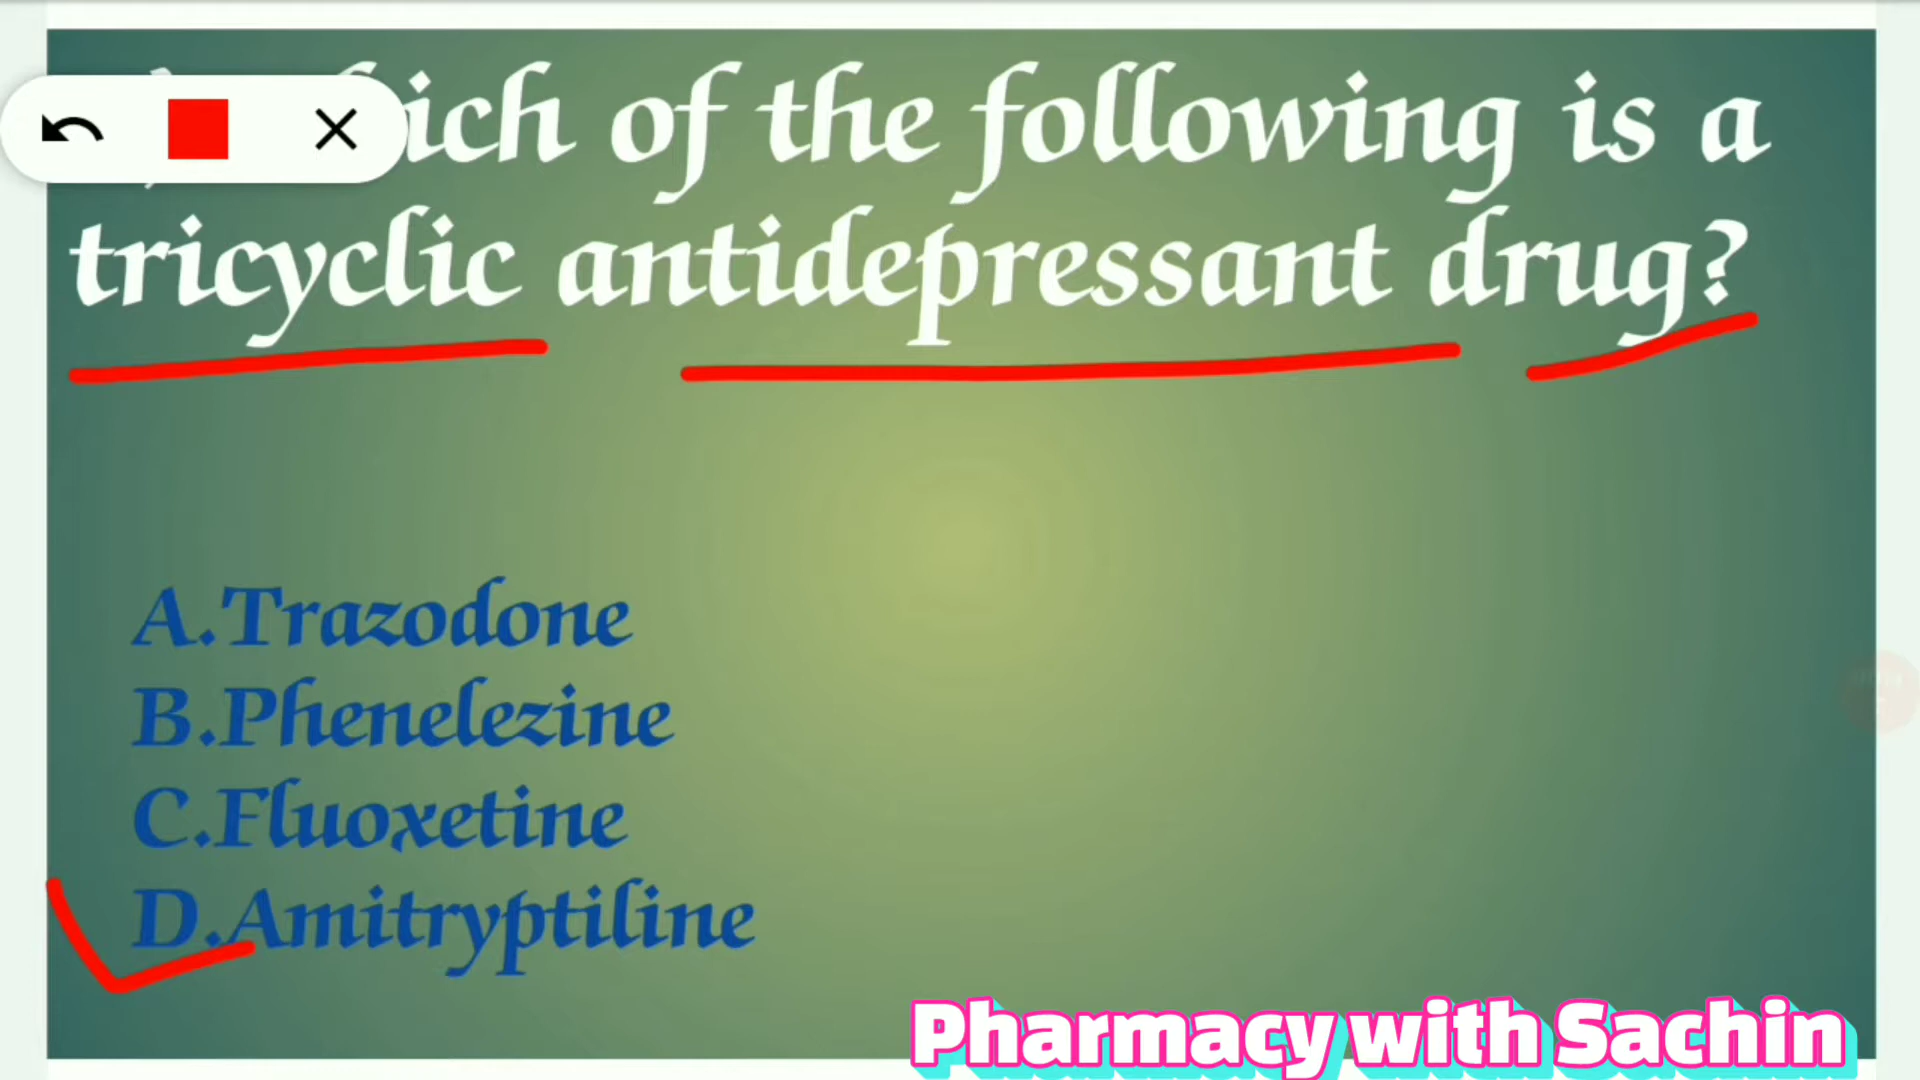 ich of the following is a
tricyclic antidepressant drug?
A.Trazodone
B.Phenelezine
C.Fluoxetine
D.Amitryptiline
Pharmacy with Sachin